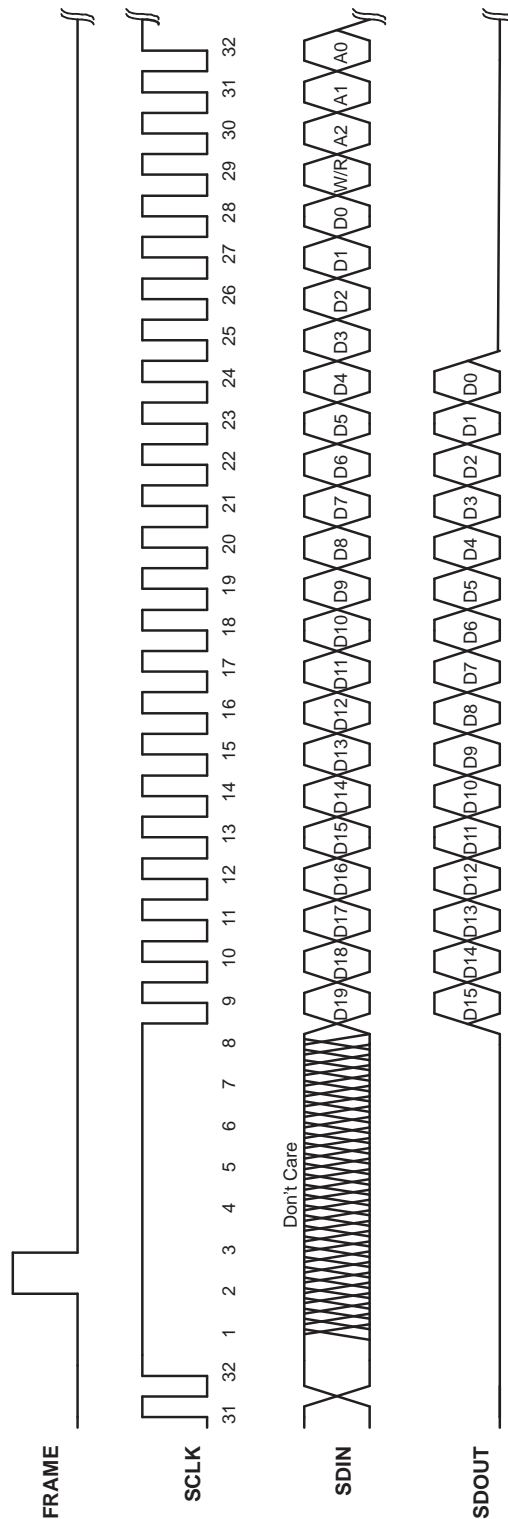 FRAME
SCLK
31 32 1 2 3 4 5 6 7 8 9 10 11 12 13 14 15 16 17 18 19 20 21 22 23 24 25 26 27 28 29 30 31 32
Don't Care
SDIN
D19 D18 D17 D16 D15 D14 D13 D12 D11 D10 D9 D8 D7 D6 D5 D4 D3 D2 D1 D0 W/R A2 A1 A0
SDOUT
D15 D14 D13 D12 D11 D10 D9 D8 D7 D6 D5 D4 D3 D2 D1 D0